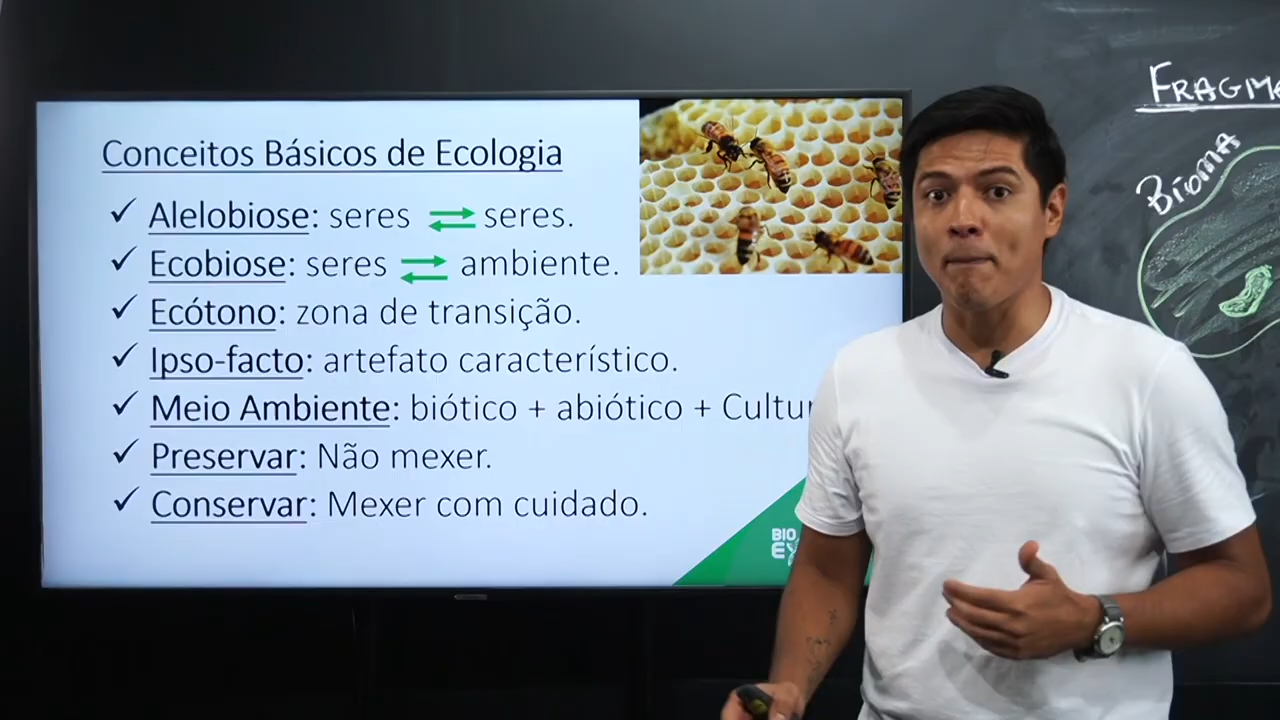 Conceitos Básicos de Ecologia
✓ Alelobiose: seres ⇄ seres.
✓ Ecobiose: seres ⇄ ambiente.
✓ Ecótono: zona de transição.
✓ Ipso-facto: artefato característico.
✓ Meio Ambiente: biótico + abiótico + Cultur
✓ Preservar: Não mexer.
✓ Conservar: Mexer com cuidado.
BIO
FRAGME
BIOMA